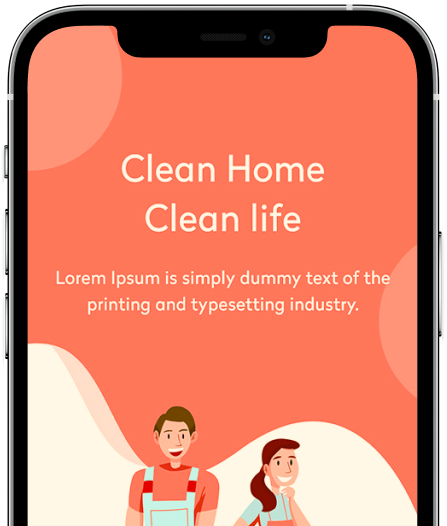 Clean Home
Clean life
Lorem Ipsum is simply dummy text of the
printing and typesetting industry.